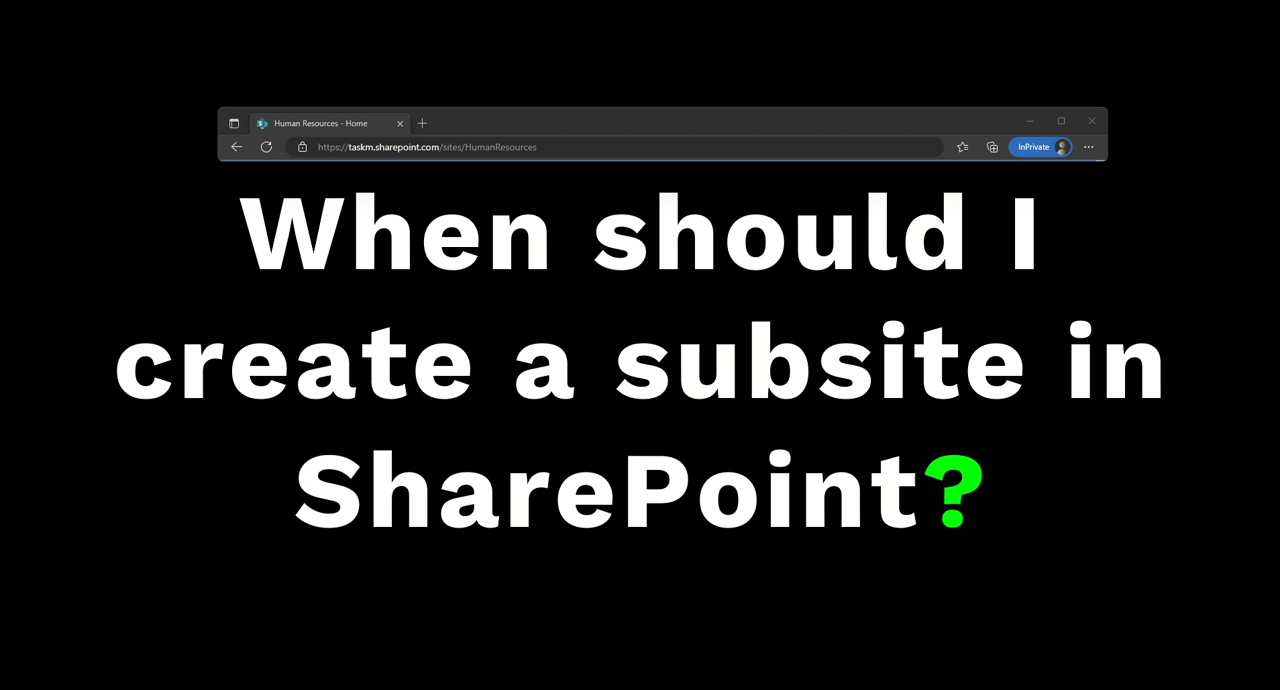 Human Resources - Home
https://taskm.sharepoint.com/sites/HumanResources
InPrivate
When should I
create a subsite in
SharePoint?